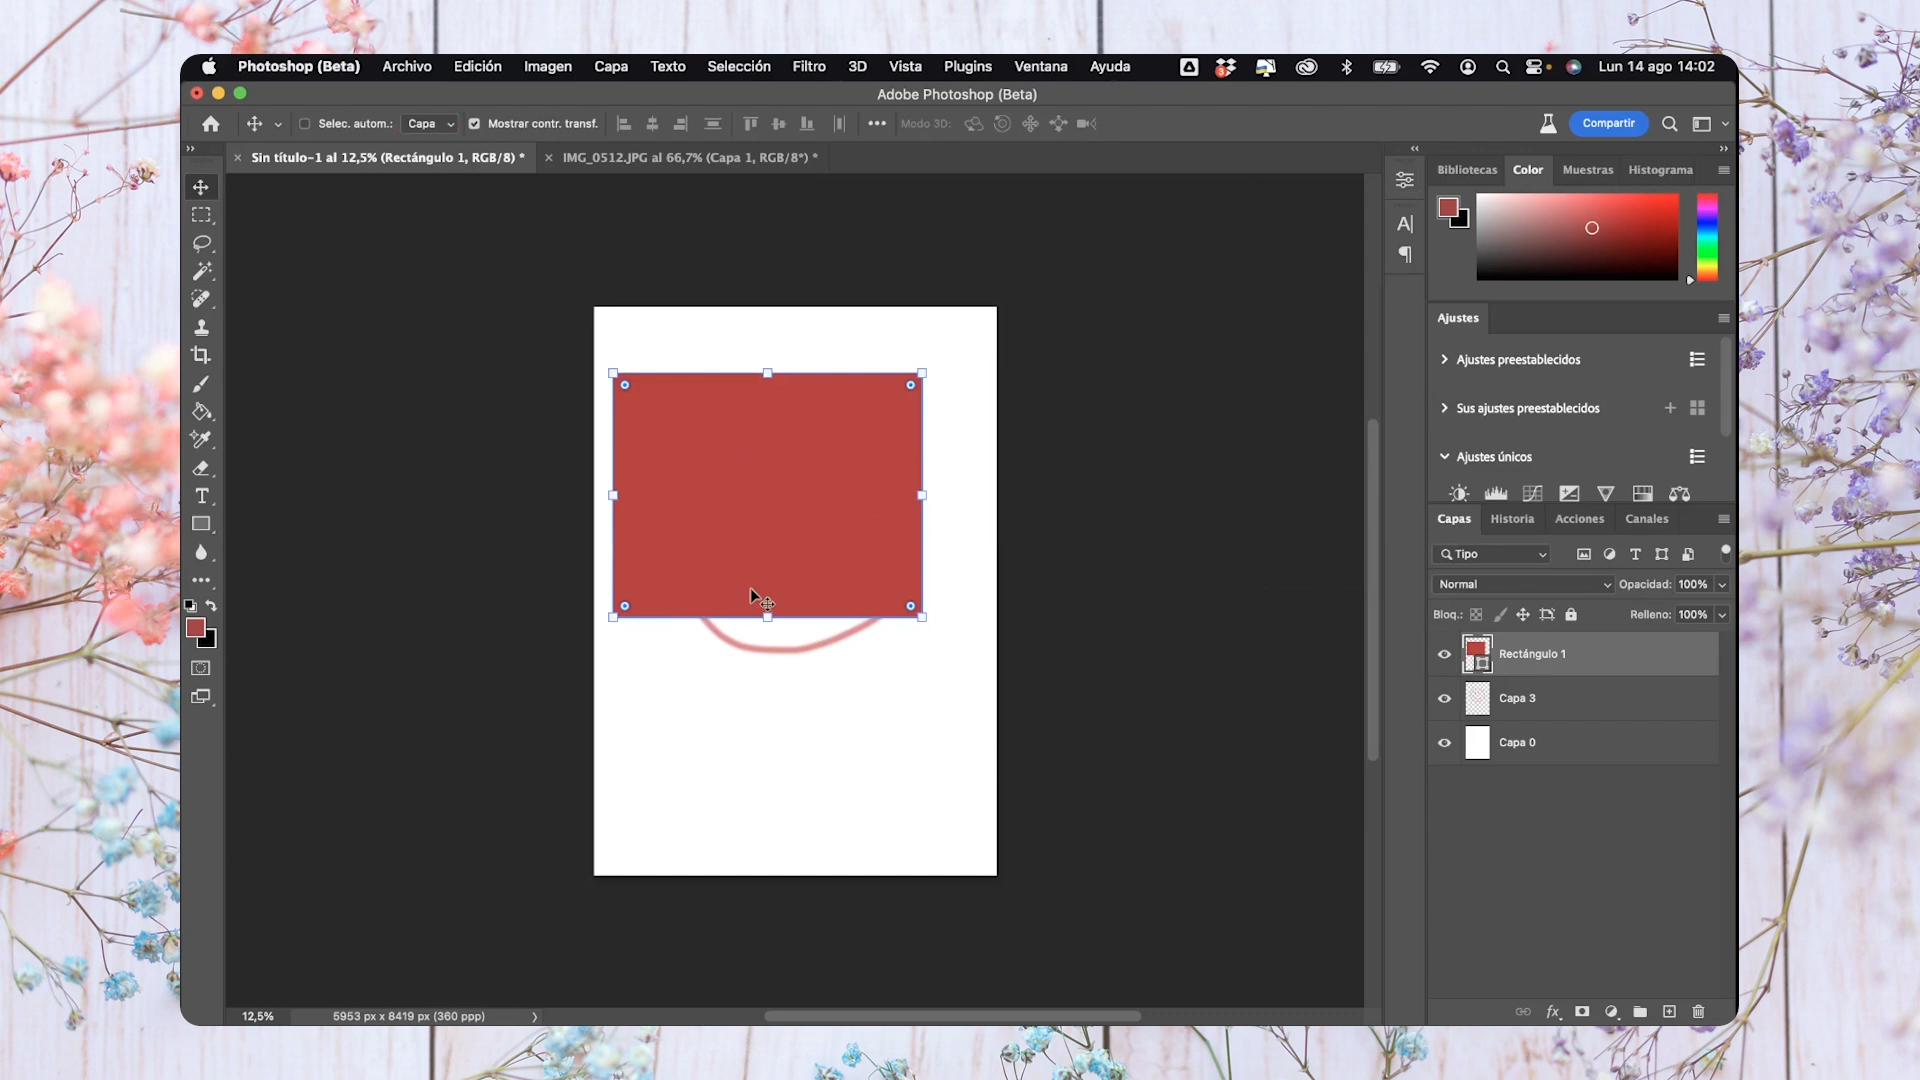 Photoshop (Beta) Archivo Edición Imagen Capa Texto Selección Filtro 3D Vista Plugins Ventana Ayuda 3 Lun 14 ago 14:02
Adobe Photoshop (Beta)
Selec. autom.: Capa Mostrar contr. transf. Modo 3D: Compartir
Sin título-1 al 12,5% (Rectángulo 1, RGB/8) * IMG_0512.JPG al 66,7% (Capa 1, RGB/8*) *
Bibliotecas Color Muestras Histograma
Ajustes
Ajustes preestablecidos
Sus ajustes preestablecidos
Ajustes únicos
Capas Historia Acciones Canales
Tipo
Normal Opacidad: 100%
Bloq.: Relleno: 100%
Rectángulo 1
Capa 3
Capa 0
fx
12,5% 5953 px x 8419 px (360 ppp)